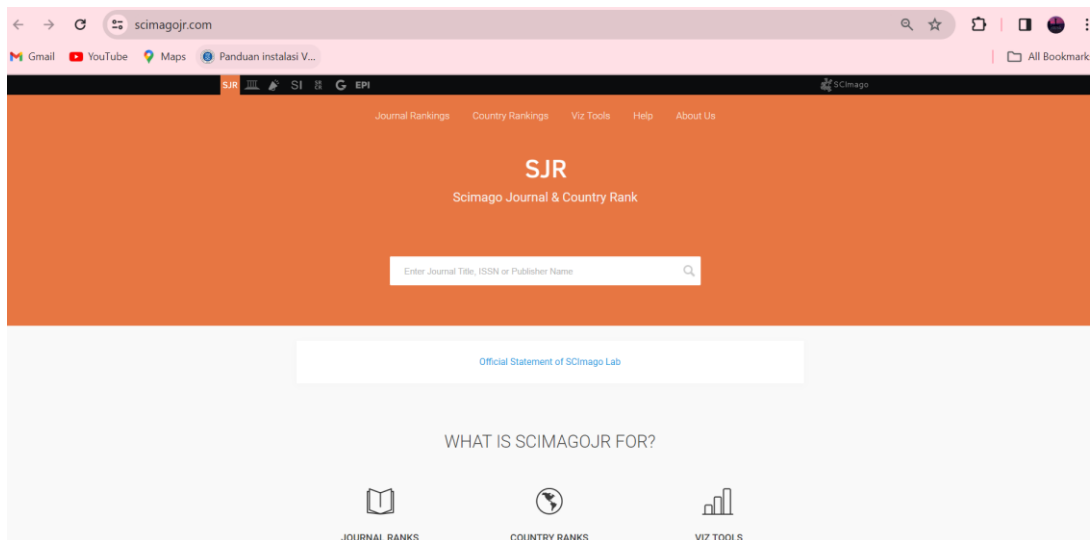 scimagojr.com
Gmail YouTube Maps Panduan instalasi V... All Bookmark
SJR SI G EPI SCImago
Journal Rankings Country Rankings Viz Tools Help About Us
SJR
Scimago Journal & Country Rank
Enter Journal Title, ISSN or Publisher Name
Official Statement of SCImago Lab
WHAT IS SCIMAGOJR FOR?
JOURNAL RANKS COUNTRY RANKS VIZ TOOLS